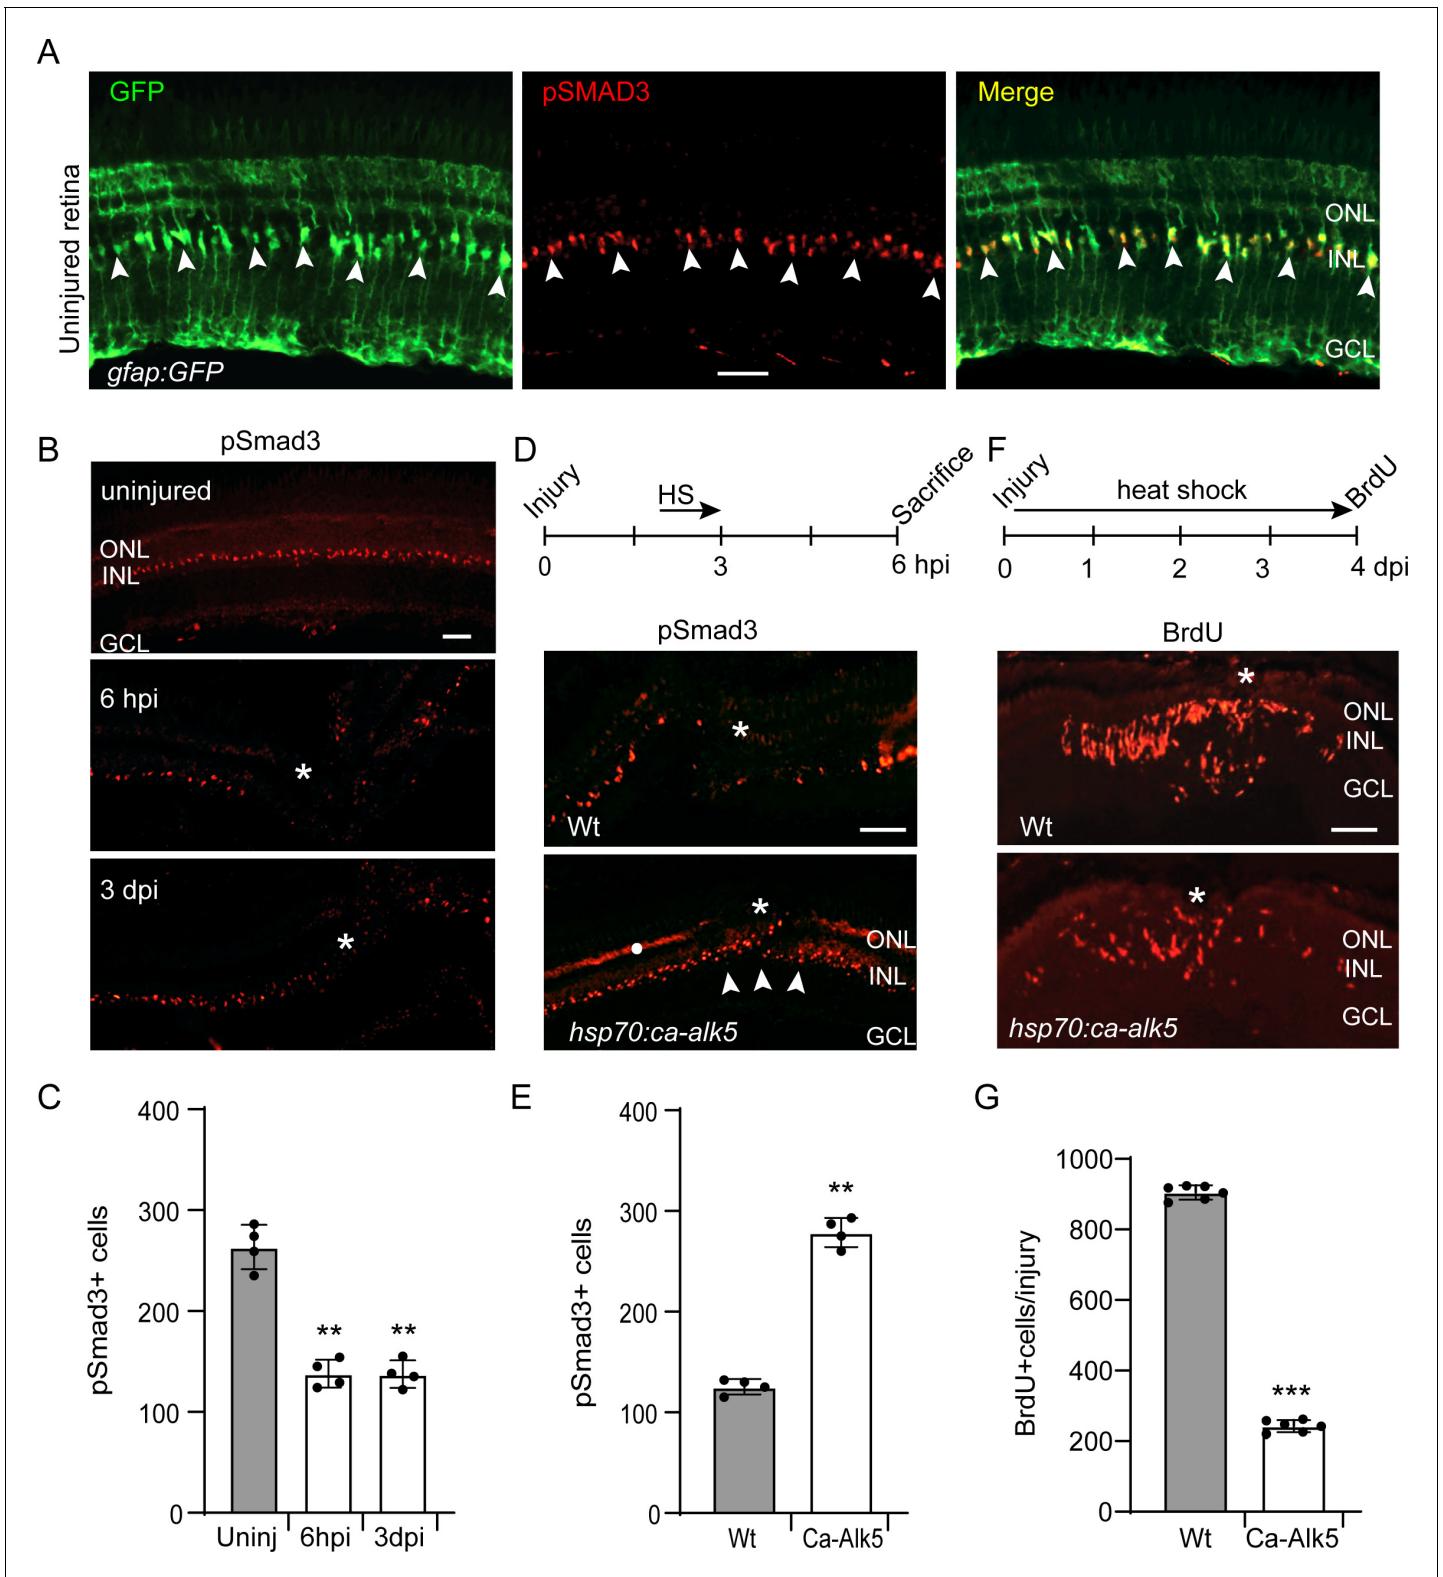 A
GFP
pSMAD3
Merge
Uninjured retina
ONL
INL
GCL
gfap:GFP
B
pSmad3
uninjured
ONL
INL
GCL
6 hpi
*
3 dpi
*
D
Injury
HS
Sacrifice
0
3
6 hpi
pSmad3
*
Wt
*
ONL
INL
hsp70:ca-alk5
GCL
F
Injury
heat shock
BrdU
0
1
2
3
4 dpi
BrdU
*
ONL
INL
GCL
Wt
*
ONL
INL
GCL
hsp70:ca-alk5
C
pSmad3+ cells
400
300
200
100
0
**
**
Uninj
6hpi
3dpi
E
pSmad3+ cells
400
300
200
100
0
**
Wt
Ca-Alk5
G
BrdU+cells/injury
1000
800
600
400
200
0
***
Wt
Ca-Alk5